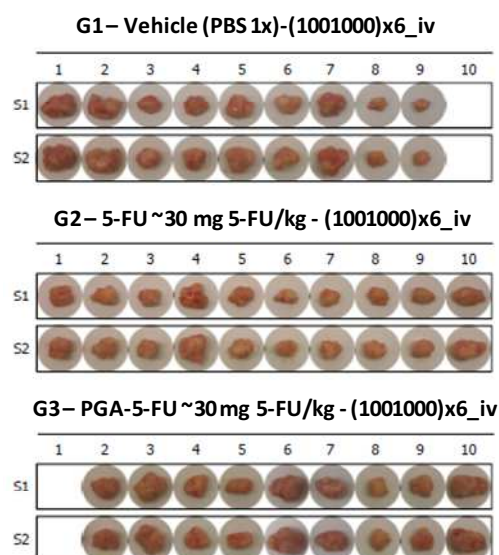 G1 – Vehicle (PBS 1x)-(1001000)x6_iv
1 2 3 4 5 6 7 8 9 10
S1
S2
G2 – 5-FU ~30 mg 5-FU/kg - (1001000)x6_iv
1 2 3 4 5 6 7 8 9 10
S1
S2
G3 – PGA-5-FU ~30 mg 5-FU/kg - (1001000)x6_iv
1 2 3 4 5 6 7 8 9 10
S1
S2